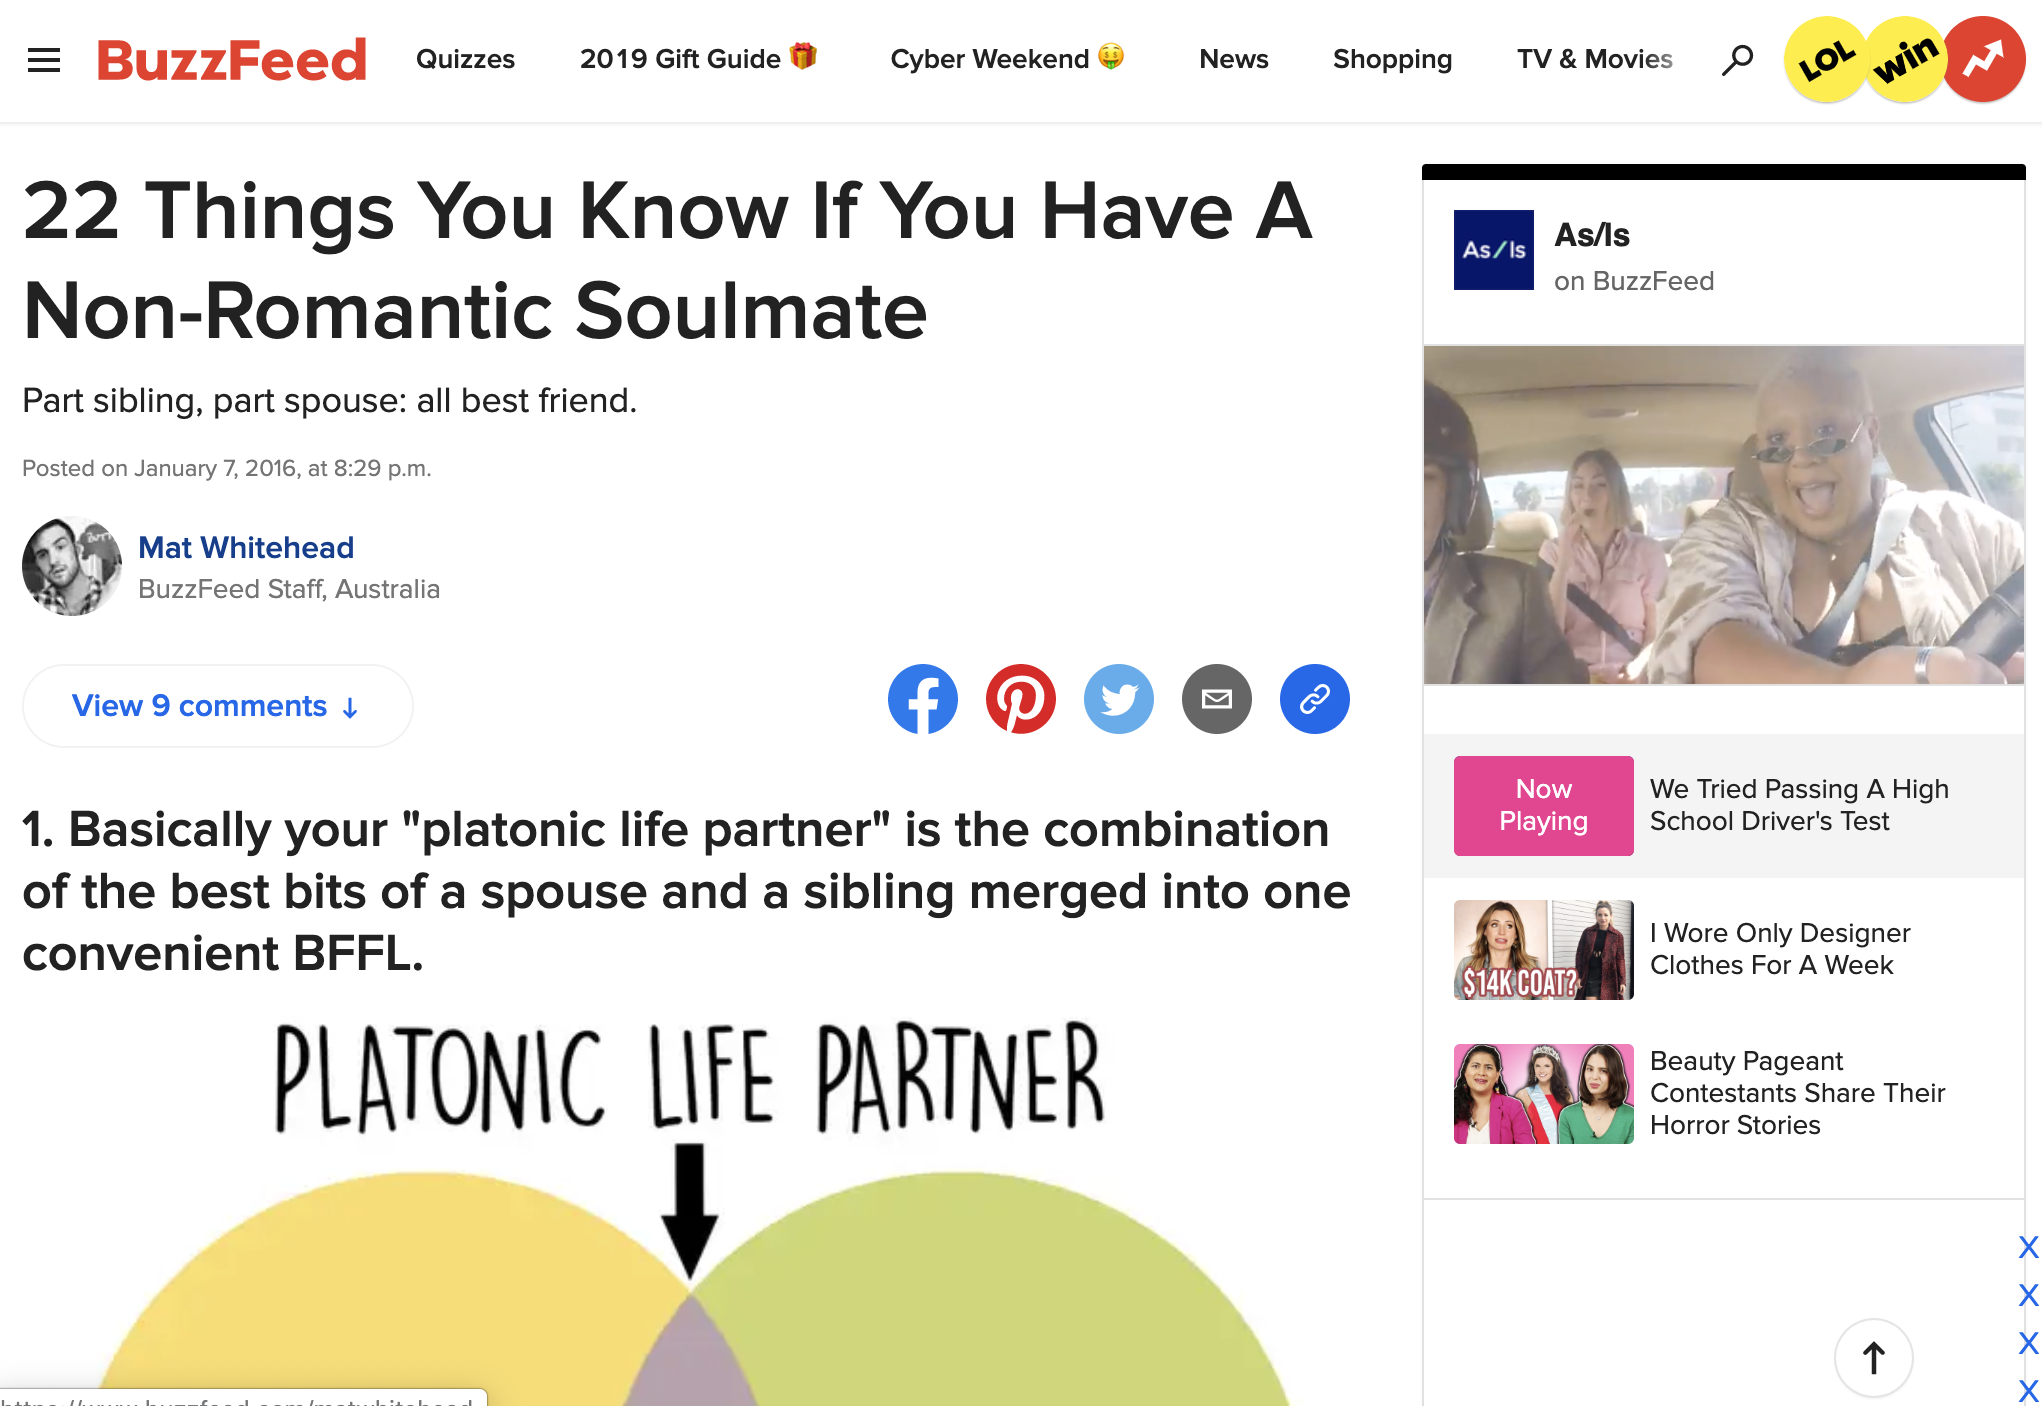 BuzzFeed Quizzes 2019 Gift Guide 🎁 Cyber Weekend 🤑 News Shopping TV & Movies LOL win
22 Things You Know If You Have A
Non-Romantic Soulmate
Part sibling, part spouse: all best friend.
Posted on January 7, 2016, at 8:29 p.m.
Mat Whitehead
BuzzFeed Staff, Australia
View 9 comments ↓
1. Basically your "platonic life partner" is the combination
of the best bits of a spouse and a sibling merged into one
convenient BFFL.
PLATONIC LIFE PARTNER
As/Is
As/Is
on BuzzFeed
Now
Playing
We Tried Passing A High
School Driver's Test
$14K COAT?
I Wore Only Designer
Clothes For A Week
Beauty Pageant
Contestants Share Their
Horror Stories
X
X
X
X
https://www.buzzfeed.com/matwhitehead